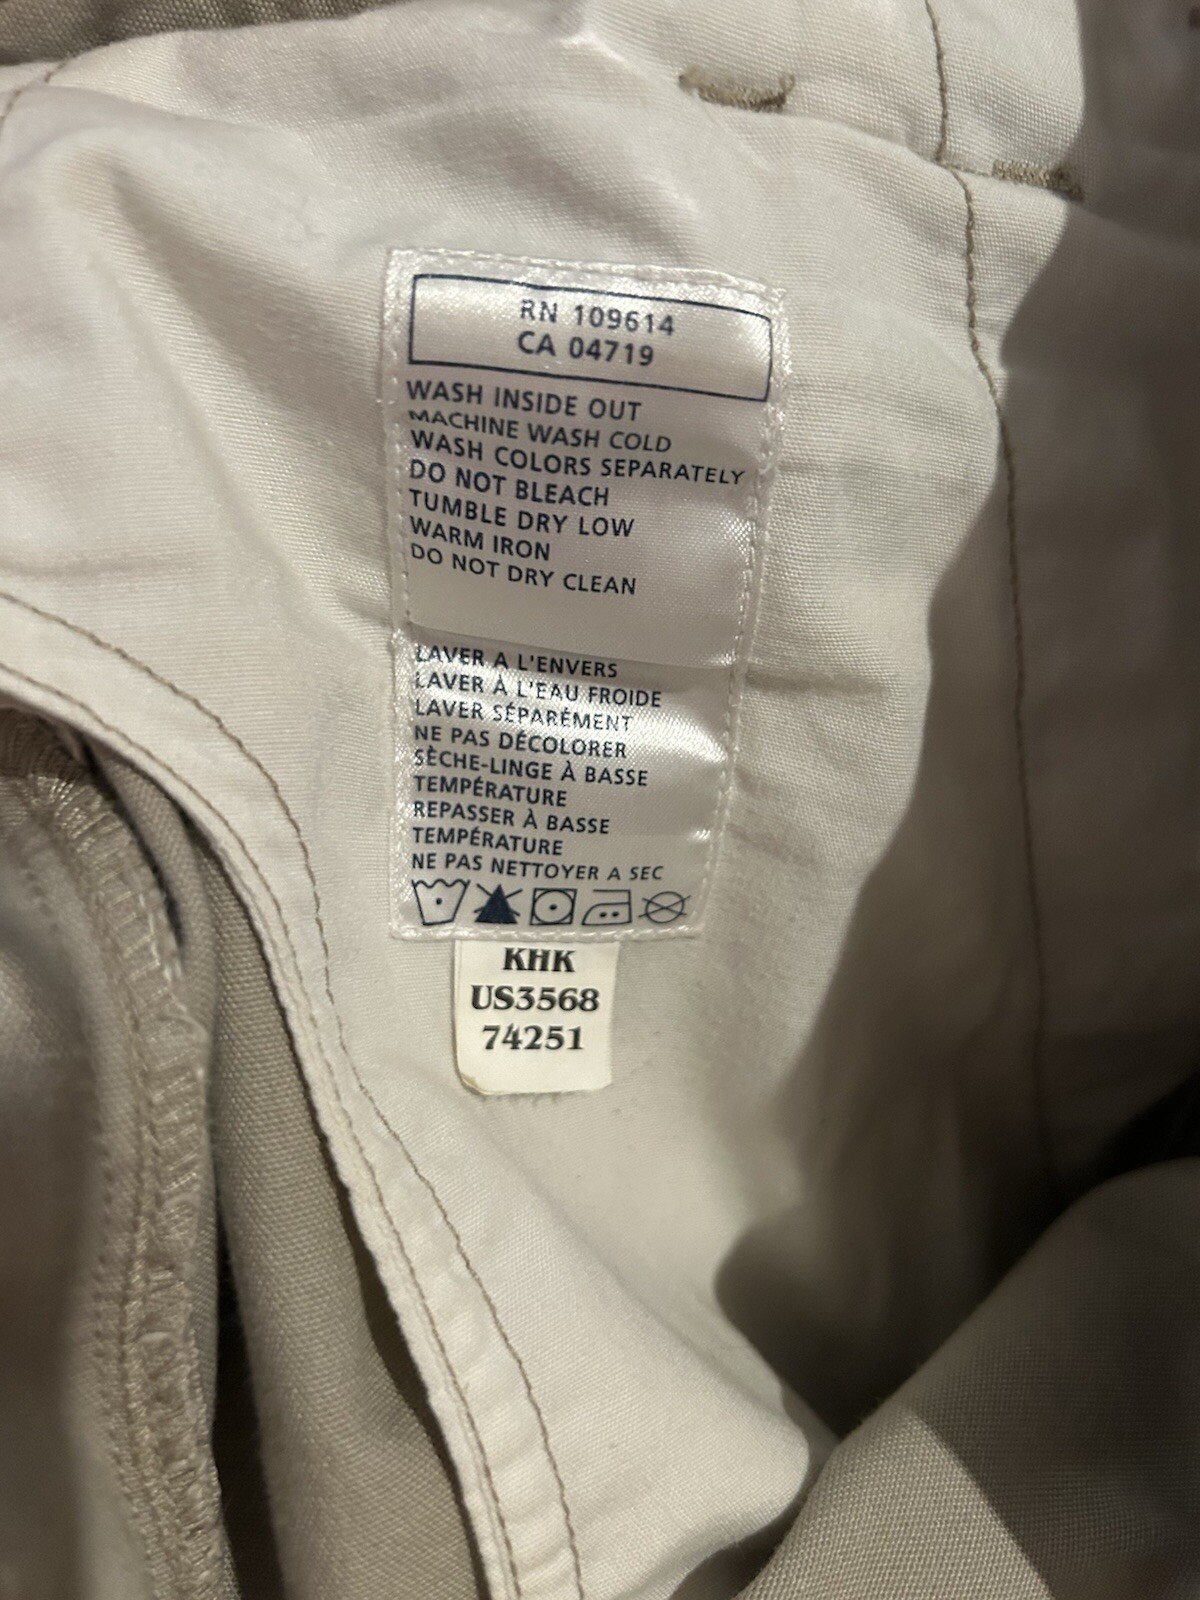 RN 109614
CA 04719
WASH INSIDE OUT
MACHINE WASH COLD
WASH COLORS SEPARATELY
DO NOT BLEACH
TUMBLE DRY LOW
WARM IRON
DO NOT DRY CLEAN
LAVER A L'ENVERS
LAVER À L'EAU FROIDE
LAVER SÉPARÉMENT
NE PAS DÉCOLORER
SÈCHE-LINGE À BASSE
TEMPÉRATURE
REPASSER À BASSE
TEMPÉRATURE
NE PAS NETTOYER A SEC
KHK
US3568
74251